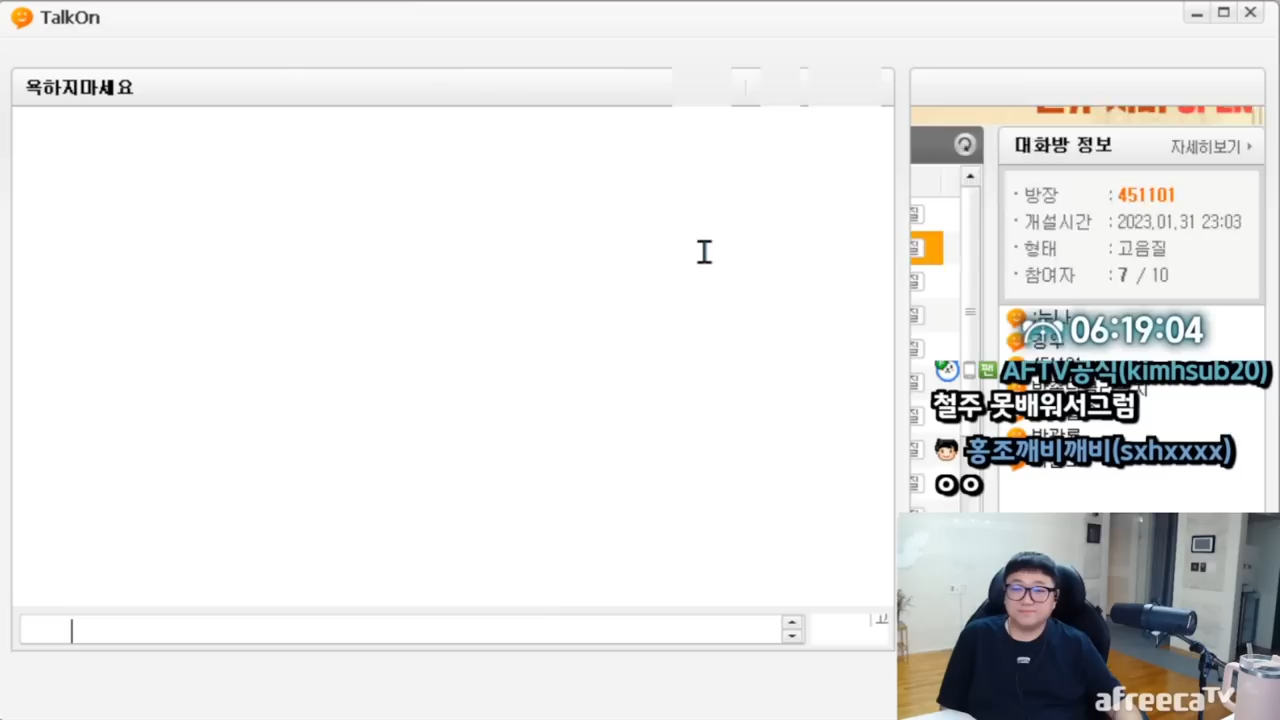 TalkOn
욕하지마세요
대화방 정보
자세히보기
· 방장 : 451101
· 개설시간 : 2023.01.31 23:03
· 형태 : 고음질
· 참여자 : 7 / 10
06:19:04
팬 AFTV공식(kimhsub20)
철주 못배워서그럼
홍조깨비깨비(sxhxxxx)
ㅇㅇ
afreecaTV